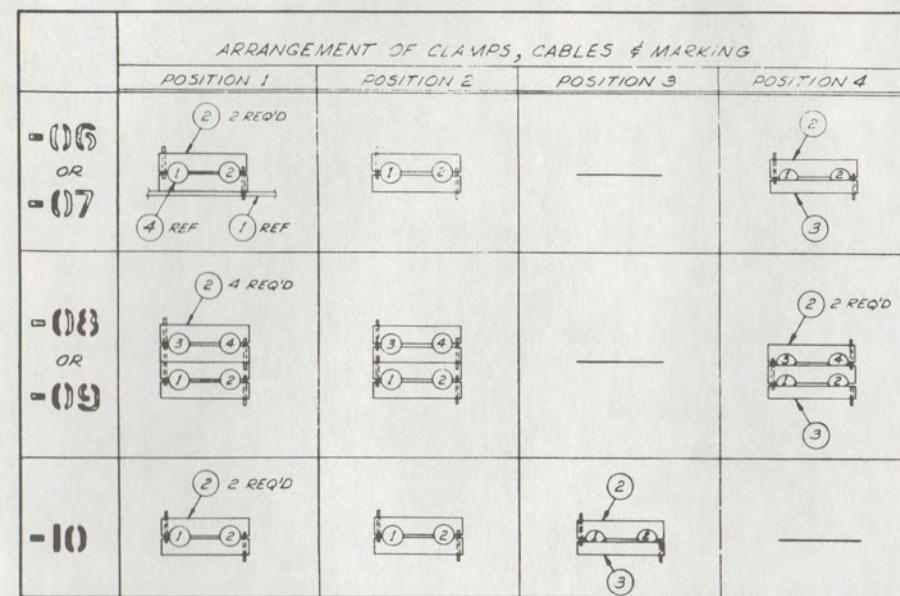 ARRANGEMENT OF CLAMPS, CABLES & MARKING
POSITION 1 POSITION 2 POSITION 3 POSITION 4
-06
OR
-07
2 2 REQ'D
1 2
4 REF 1 REF
1 2
2
1 2
3
-08
OR
-09
2 4 REQ'D
3 4
1 2
3 4
1 2
2 2 REQ'D
3 4
1 2
3
-10
2 2 REQ'D
1 2
1 2
2
1 2
3